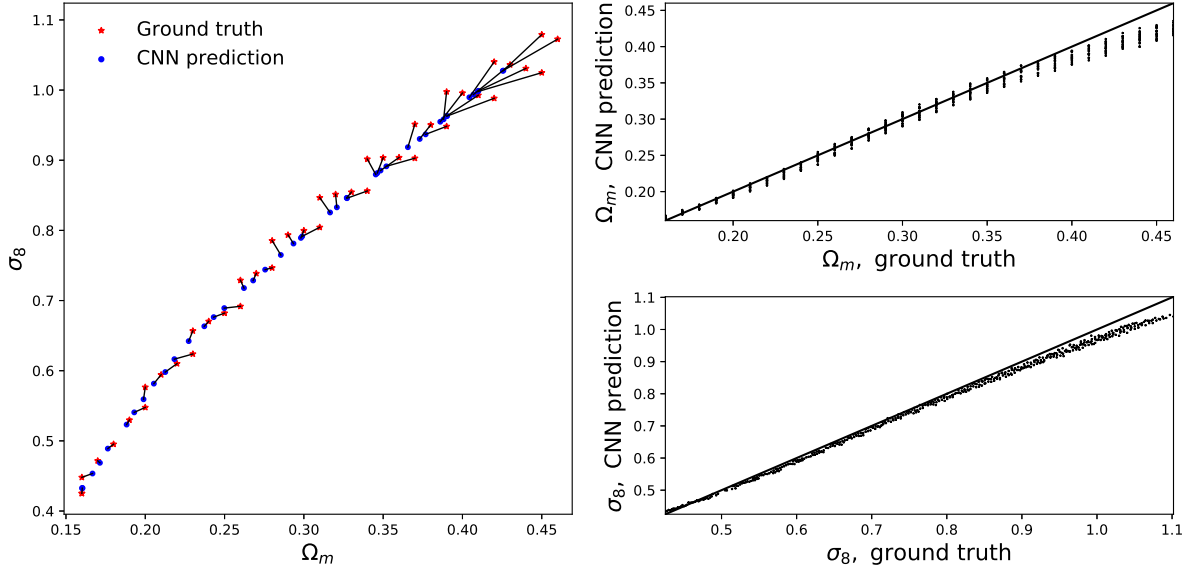 1.1
1.0
0.9
0.8
0.7
0.6
0.5
0.4
σ₈
Ground truth
CNN prediction
0.15 0.20 0.25 0.30 0.35 0.40 0.45
Ωₘ
0.45
0.40
0.35
0.30
0.25
0.20
Ωₘ, CNN prediction
0.20 0.25 0.30 0.35 0.40 0.45
Ωₘ, ground truth
1.1
1.0
0.9
0.8
0.7
0.6
0.5
σ₈, CNN prediction
0.5 0.6 0.7 0.8 0.9 1.0 1.1
σ₈, ground truth